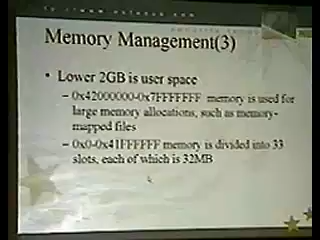 Memory Management(3)
• Lower 2GB is user space
– 0x42000000-0x7FFFFFFF memory is used for
large memory allocations, such as memory-
mapped files
– 0x0-0x41FFFFFF memory is divided into 33
slots, each of which is 32MB